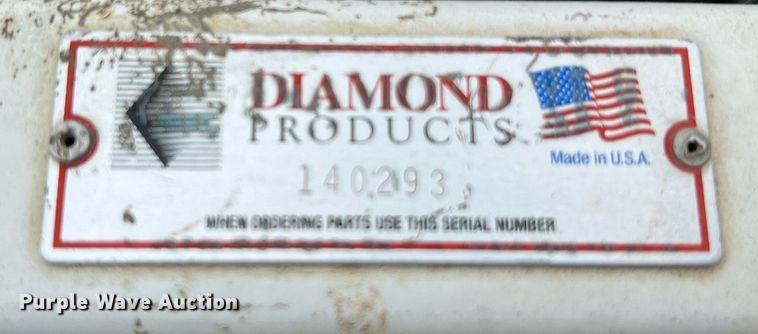 DIAMOND
PRODUCTS
Made in U.S.A.
140293
WHEN ORDERING PARTS USE THIS SERIAL NUMBER
Purple Wave Auction